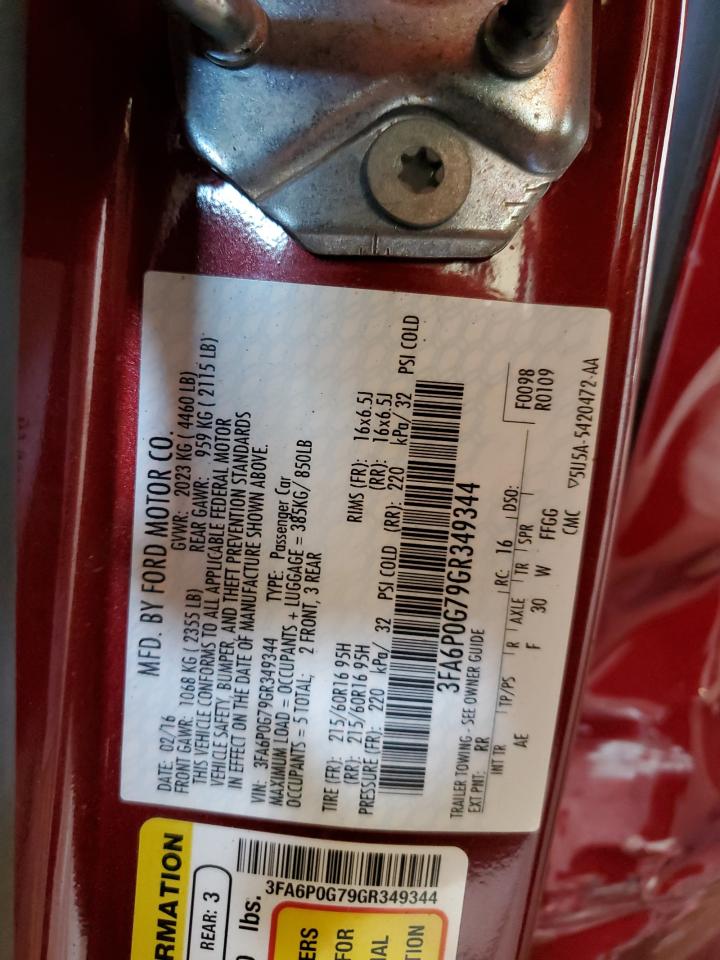 MFD. BY FORD MOTOR CO.
DATE: 02/16 GVWR: 2023 KG ( 4460 LB)
FRONT GAWR: 1068 KG ( 2355 LB) REAR GAWR: 959 KG ( 2115 LB)
THIS VEHICLE CONFORMS TO ALL APPLICABLE FEDERAL MOTOR
VEHICLE SAFETY, BUMPER, AND THEFT PREVENTION STANDARDS
IN EFFECT ON THE DATE OF MANUFACTURE SHOWN ABOVE.
VIN: 3FA6P0G79GR349344 TYPE: Passenger Car
MAXIMUM LOAD = OCCUPANTS + LUGGAGE = 385KG/ 850LB
OCCUPANTS = 5 TOTAL; 2 FRONT, 3 REAR
TIRE (FR): 215/60R16 95H RIMS (FR): 16x6.5J
(RR): 215/60R16 95H (RR): 16x6.5J
PRESSURE (FR): 220 kPa/ 32 PSI COLD (RR): 220 kPa/ 32 PSI COLD
3FA6P0G79GR349344
TRAILER TOWING - SEE OWNER GUIDE
F0098
R0109
EXT PNT: RR RC: 16 DSO:
INT TR TP/PS R AXLE TR SPR
AE F 30 W FFGG
CMC ▽5U5A-5420472-AA
RMATION
REAR: 3
lbs.
3FA6P0G79GR349344
ERS
FOR
AL
TION